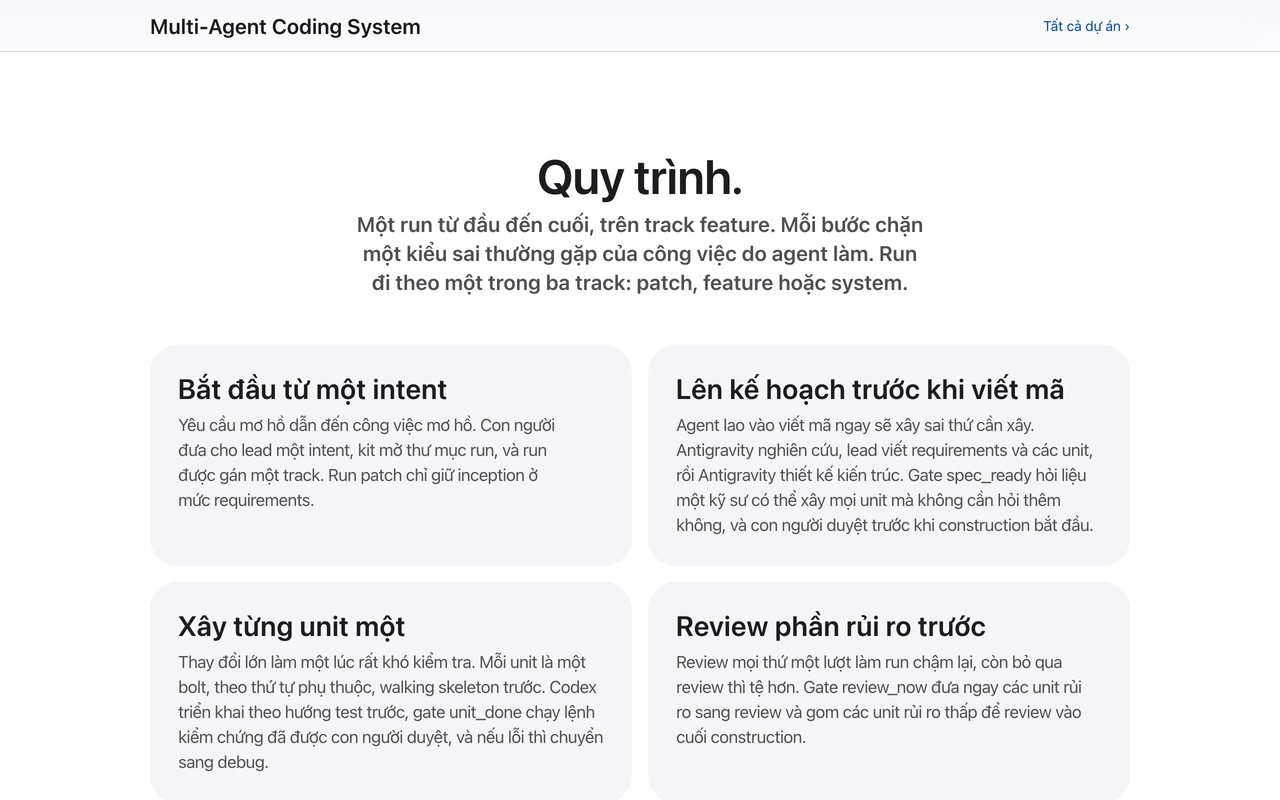 Multi-Agent Coding System
Tất cả dự án ›
Quy trình.
Một run từ đầu đến cuối, trên track feature. Mỗi bước chặn
một kiểu sai thường gặp của công việc do agent làm. Run
đi theo một trong ba track: patch, feature hoặc system.
Bắt đầu từ một intent
Yêu cầu mơ hồ dẫn đến công việc mơ hồ. Con người
đưa cho lead một intent, kit mở thư mục run, và run
được gán một track. Run patch chỉ giữ inception ở
mức requirements.
Lên kế hoạch trước khi viết mã
Agent lao vào viết mã ngay sẽ xây sai thứ cần xây.
Antigravity nghiên cứu, lead viết requirements và các unit,
rồi Antigravity thiết kế kiến trúc. Gate spec_ready hỏi liệu
một kỹ sư có thể xây mọi unit mà không cần hỏi thêm
không, và con người duyệt trước khi construction bắt đầu.
Xây từng unit một
Thay đổi lớn làm một lúc rất khó kiểm tra. Mỗi unit là một
bolt, theo thứ tự phụ thuộc, walking skeleton trước. Codex
triển khai theo hướng test trước, gate unit_done chạy lệnh
kiểm chứng đã được con người duyệt, và nếu lỗi thì chuyển
sang debug.
Review phần rủi ro trước
Review mọi thứ một lượt làm run chậm lại, còn bỏ qua
review thì tệ hơn. Gate review_now đưa ngay các unit rủi
ro sang review và gom các unit rủi ro thấp để review vào
cuối construction.